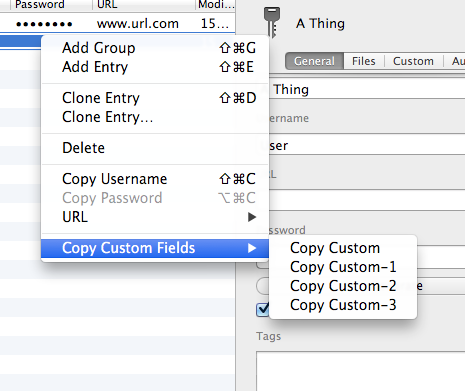 Password URL Modi...
•••••••• www.url.com 15...
A Thing
General Files Custom Au
Thing
ername
ser
RL
ssword
e
Tags
Add Group ⇧⌘G
Add Entry ⇧⌘E
Clone Entry ⇧⌘D
Clone Entry...
Delete
Copy Username ⇧⌘C
Copy Password ⌥⌘C
URL
Copy Custom Fields
Copy Custom
Copy Custom-1
Copy Custom-2
Copy Custom-3